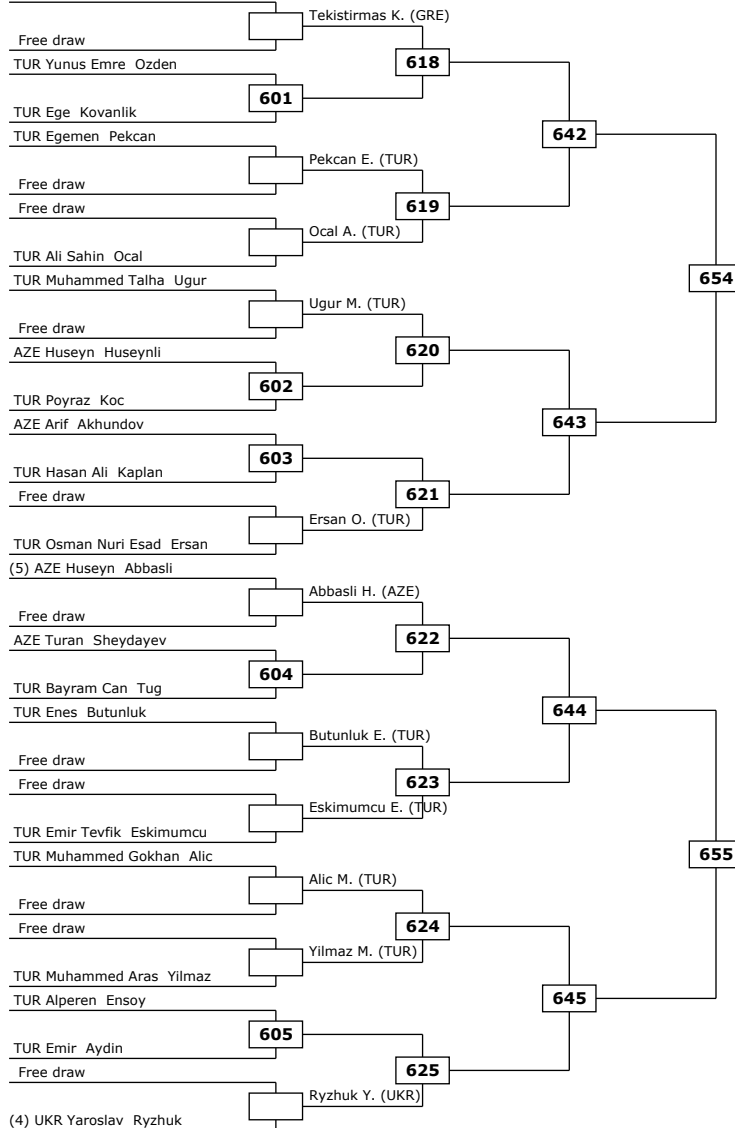 Tekistirmas K. (GRE)
Free draw
618
TUR Yunus Emre Ozden
601
TUR Ege Kovanlik
642
TUR Egemen Pekcan
Pekcan E. (TUR)
Free draw
619
Free draw
Ocal A. (TUR)
TUR Ali Sahin Ocal
654
TUR Muhammed Talha Ugur
Ugur M. (TUR)
Free draw
620
AZE Huseyn Huseynli
602
TUR Poyraz Koc
643
AZE Arif Akhundov
603
TUR Hasan Ali Kaplan
621
Free draw
Ersan O. (TUR)
TUR Osman Nuri Esad Ersan
(5) AZE Huseyn Abbasli
Abbasli H. (AZE)
Free draw
622
AZE Turan Sheydayev
604
TUR Bayram Can Tug
644
TUR Enes Butunluk
Butunluk E. (TUR)
Free draw
623
Free draw
Eskimumcu E. (TUR)
TUR Emir Tevfik Eskimumcu
655
TUR Muhammed Gokhan Alic
Alic M. (TUR)
Free draw
624
Free draw
Yilmaz M. (TUR)
TUR Muhammed Aras Yilmaz
645
TUR Alperen Ensoy
605
TUR Emir Aydin
625
Free draw
Ryzhuk Y. (UKR)
(4) UKR Yaroslav Ryzhuk